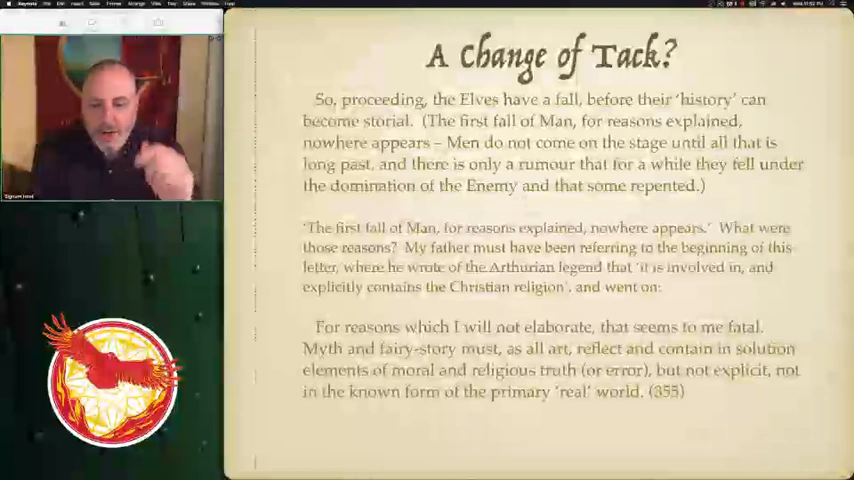 A Change of Tack?
So, proceeding, the Elves have a fall, before their 'history' can
become storial. (The first fall of Man, for reasons explained,
nowhere appears – Men do not come on the stage until all that is
long past, and there is only a rumour that for a while they fell under
the domination of the Enemy and that some repented.)
'The first fall of Man, for reasons explained, nowhere appears.' What were
those reasons? My father must have been referring to the beginning of this
letter, where he wrote of the Arthurian legend that 'it is involved in, and
explicitly contains the Christian religion', and went on:
For reasons which I will not elaborate, that seems to me fatal.
Myth and fairy-story must, as all art, reflect and contain in solution
elements of moral and religious truth (or error), but not explicit, not
in the known form of the primary 'real' world. (355)